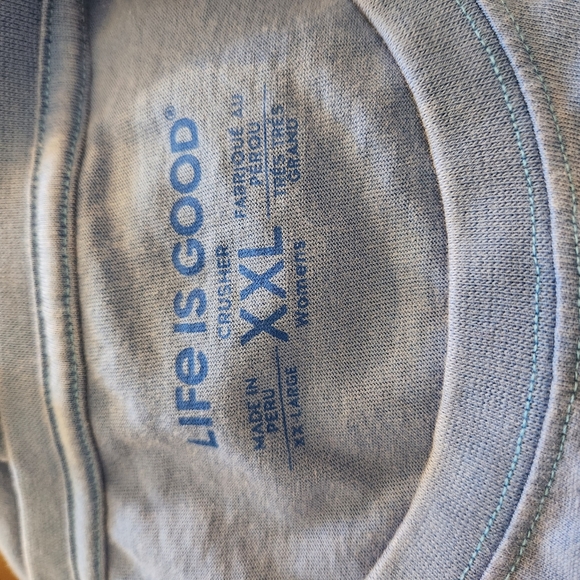 LIFE IS GOOD®
CRUSHER
MADE IN
PERU
XXL
FABRIQUÉ AU
PÉROU
XX-LARGE
Womens
TRÈS TRÈS
GRAND